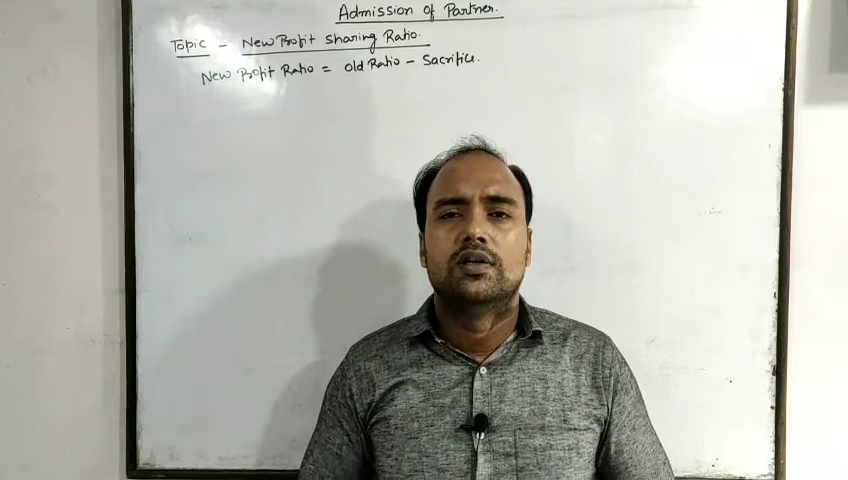 Admission of Partner.
Topic - New Profit Sharing Ratio.
New Profit Ratio = Old Ratio - Sacrifice.